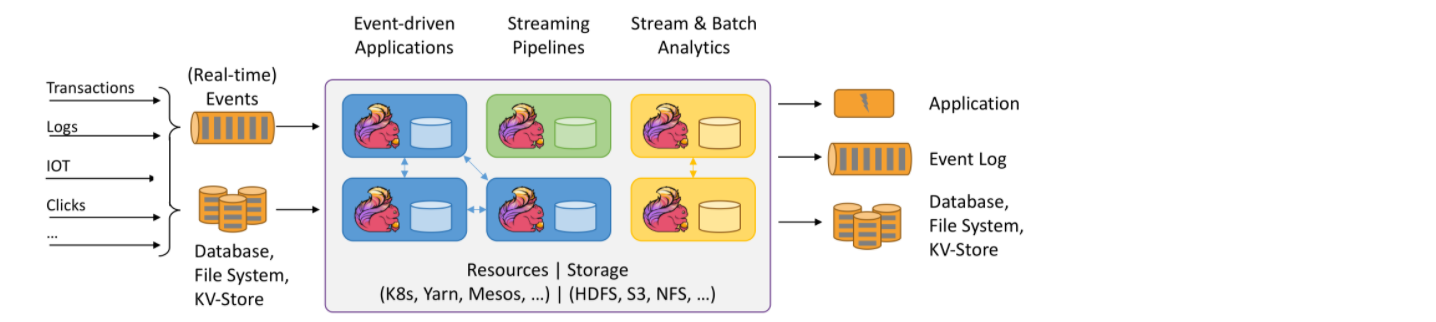 Event-driven
Applications
Streaming
Pipelines
Stream & Batch
Analytics
Transactions
Logs
IOT
Clicks
...
(Real-time)
Events
Database,
File System,
KV-Store
Resources | Storage
(K8s, Yarn, Mesos, ...) | (HDFS, S3, NFS, ...)
Application
Event Log
Database,
File System,
KV-Store